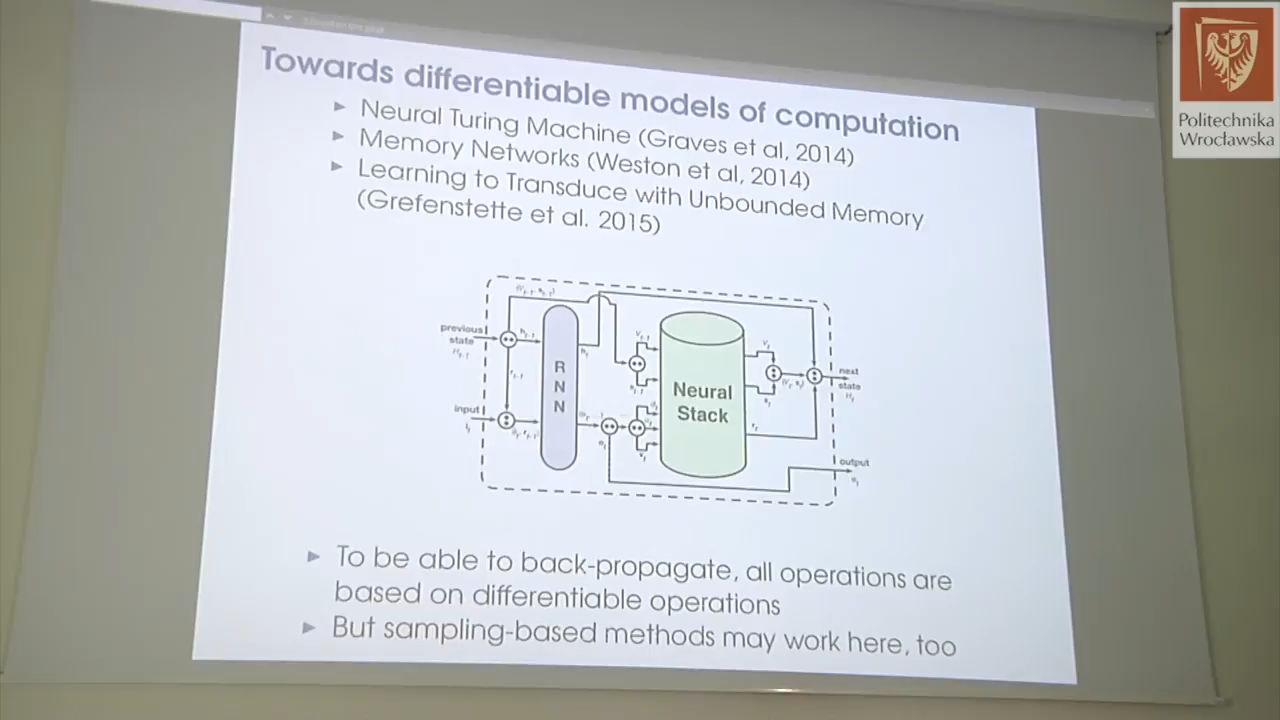 Towards differentiable models of computation
Neural Turing Machine (Graves et al, 2014)
Memory Networks (Weston et al, 2014)
Learning to Transduce with Unbounded Memory
(Grefenstette et al. 2015)
previous
state
input
RNN
Neural
Stack
next
state
output
To be able to back-propagate, all operations are
based on differentiable operations
But sampling-based methods may work here, too
Politechnika
Wrocławska